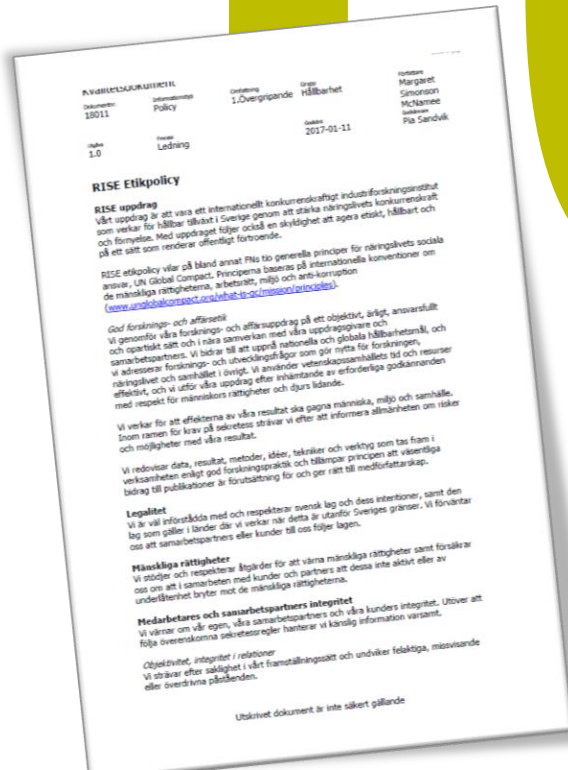 Kvalitetsdokument
Dokumentnr Informationstyp Omfattning Grupp Författare
18011 Policy 1.Övergripande Hållbarhet Margaret
Simonson
McNamee
Utgåva Process Godkänt Godkännare
1.0 Ledning 2017-01-11 Pia Sandvik
RISE Etikpolicy
RISE uppdrag
Vårt uppdrag är att vara ett internationellt konkurrenskraftigt industriforskningsinstitut
som verkar för hållbar tillväxt i Sverige genom att stärka näringslivets konkurrenskraft
och förnyelse. Med uppdraget följer också en skyldighet att agera etiskt, hållbart och
på ett sätt som renderar offentligt förtroende.
RISE etikpolicy vilar på bland annat FNs tio generella principer för näringslivets sociala
ansvar, UN Global Compact. Principerna baseras på internationella konventioner om
de mänskliga rättigheterna, arbetsrätt, miljö och anti-korruption
(www.unglobalcompact.org/what-is-gc/mission/principles).
God forsknings- och affärsetik
Vi genomför våra forsknings- och affärsuppdrag på ett objektivt, ärligt, ansvarsfullt
och opartiskt sätt och i nära samverkan med våra uppdragsgivare och
samarbetspartners. Vi bidrar till att uppnå nationella och globala hållbarhetsmål, och
vi adresserar forsknings- och utvecklingsfrågor som gör nytta för forskningen,
näringslivet och samhället i övrigt. Vi använder vetenskapssamhällets tid och resurser
effektivt, och vi utför våra uppdrag efter inhämtande av erforderliga godkännanden
med respekt för människors rättigheter och djurs lidande.
Vi verkar för att effekterna av våra resultat ska gagna människa, miljö och samhälle.
Inom ramen för krav på sekretess strävar vi efter att informera allmänheten om risker
och möjligheter med våra resultat.
Vi redovisar data, resultat, metoder, idéer, tekniker och verktyg som tas fram i
verksamheten enligt god forskningspraktik och tillämpar principen att väsentliga
bidrag till publikationer är förutsättning för och ger rätt till medförfattarskap.
Legalitet
Vi är väl införstådda med och respekterar svensk lag och dess intentioner, samt den
lag som gäller i länder där vi verkar när detta är utanför Sveriges gränser. Vi förväntar
oss att samarbetspartners eller kunder till oss följer lagen.
Mänskliga rättigheter
Vi stödjer och respekterar åtgärder för att värna mänskliga rättigheter samt försäkrar
oss om att i samarbeten med kunder och partners att dessa inte aktivt eller av
underlåtenhet bryter mot de mänskliga rättigheterna.
Medarbetares och samarbetspartners integritet
Vi värnar om vår egen, våra samarbetspartners och våra kunders integritet. Utöver att
följa överenskomna sekretessregler hanterar vi känslig information varsamt.
Objektivitet, integritet i relationer
Vi strävar efter saklighet i vårt framställningssätt och undviker felaktiga, missvisande
eller överdrivna påståenden.
Utskrivet dokument är inte säkert gällande